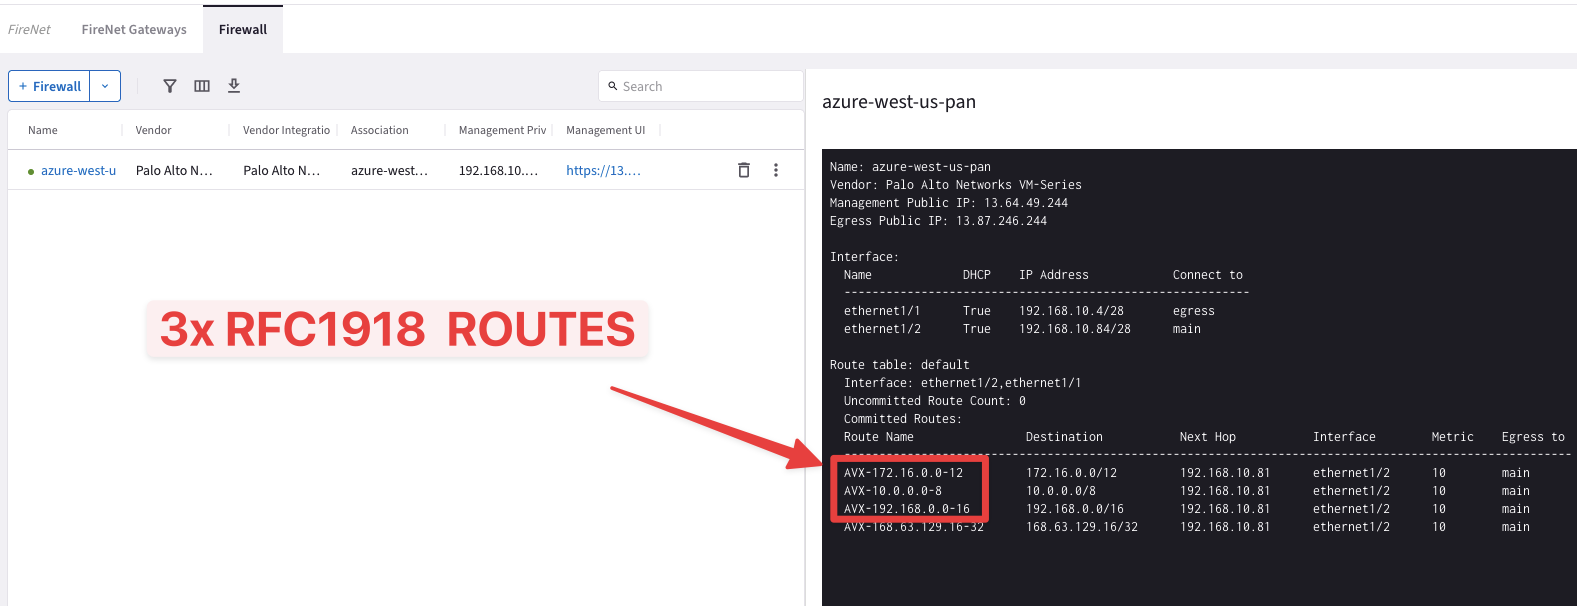 FireNet FireNet Gateways Firewall
+ Firewall
Search
Name Vendor Vendor Integratio Association Management Priv Management UI
azure-west-u Palo Alto N... Palo Alto N... azure-west... 192.168.10.... https://13....
3x RFC1918 ROUTES
azure-west-us-pan
Name: azure-west-us-pan
Vendor: Palo Alto Networks VM-Series
Management Public IP: 13.64.49.244
Egress Public IP: 13.87.246.244
Interface:
Name DHCP IP Address Connect to
----------------------------------------------------------
ethernet1/1 True 192.168.10.4/28 egress
ethernet1/2 True 192.168.10.84/28 main
Route table: default
Interface: ethernet1/2,ethernet1/1
Uncommitted Route Count: 0
Committed Routes:
Route Name Destination Next Hop Interface Metric Egress to
AVX-172.16.0.0-12 172.16.0.0/12 192.168.10.81 ethernet1/2 10 main
AVX-10.0.0.0-8 10.0.0.0/8 192.168.10.81 ethernet1/2 10 main
AVX-192.168.0.0-16 192.168.0.0/16 192.168.10.81 ethernet1/2 10 main
AVX-168.63.129.16-32 168.63.129.16/32 192.168.10.81 ethernet1/2 10 main